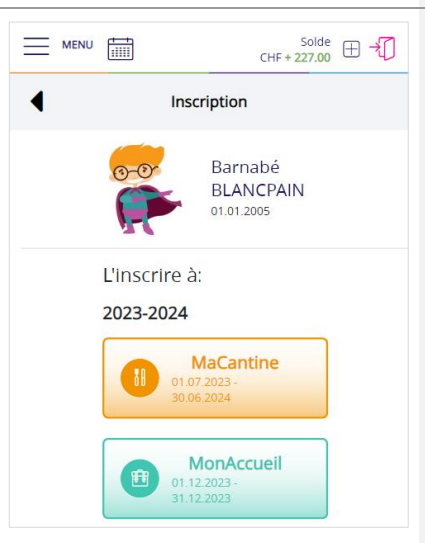 MENU
Solde
CHF + 227.00
Inscription
Barnabé
BLANCPAIN
01.01.2005
L'inscrire à:
2023-2024
MaCantine
01.07.2023 -
30.06.2024
MonAccueil
01.12.2023 -
31.12.2023